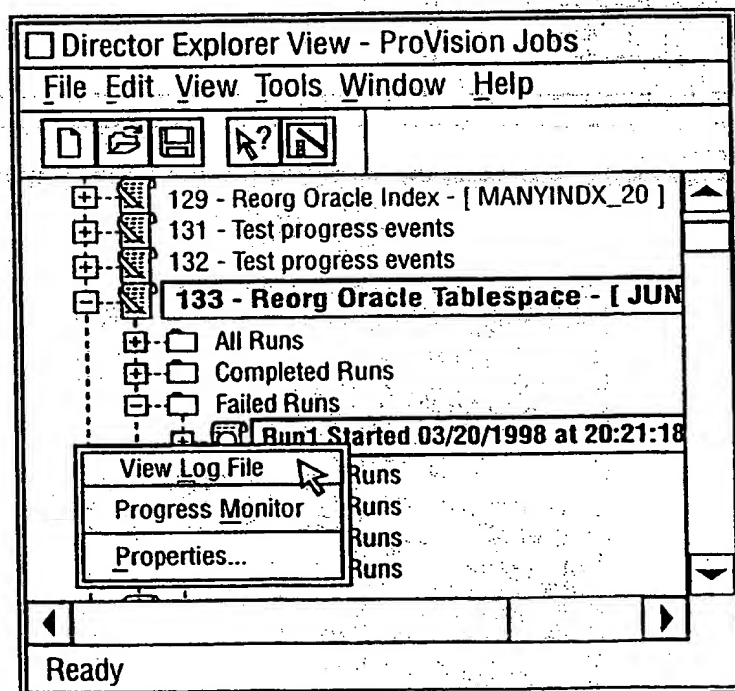 Director Explorer View - ProVision Jobs
File Edit View Tools Window Help
?
129 - Reorg Oracle Index - [ MANYINDX_20 ]
131 - Test progress events
132 - Test progress events
133 - Reorg Oracle Tablespace - [ JUN
All Runs
Completed Runs
Failed Runs
Run1 Started 03/20/1998 at 20:21:18
View Log File
Runs
Progress Monitor
Runs
Runs
Properties...
Runs
Ready